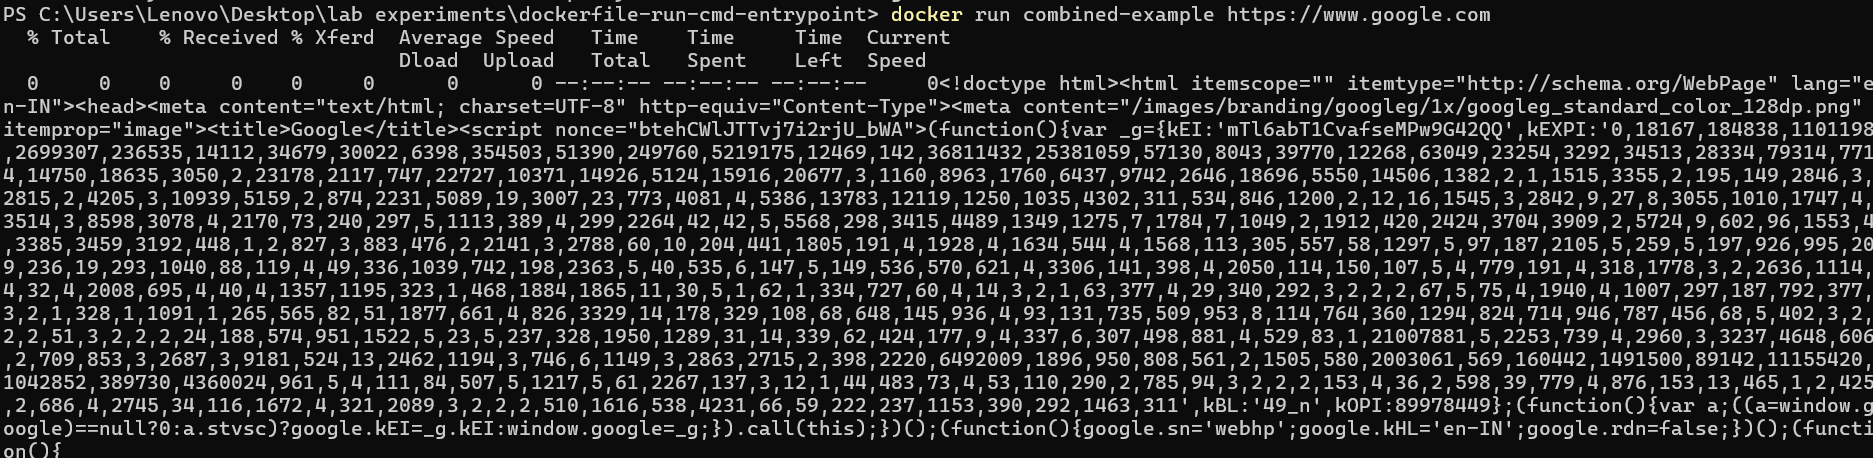 PS C:\Users\Lenovo\Desktop\lab experiments\dockerfile-run-cmd-entrypoint> docker run combined-example https://www.google.com
  % Total    % Received % Xferd  Average Speed   Time    Time     Time  Current
                                 Dload  Upload   Total   Spent    Left  Speed
  0     0    0     0    0     0      0      0 --:--:-- --:--:-- --:--:--     0<!doctype html><html itemscope="" itemtype="http://schema.org/WebPage" lang="e
n-IN"><head><meta content="text/html; charset=UTF-8" http-equiv="Content-Type"><meta content="/images/branding/googleg/1x/googleg_standard_color_128dp.png"
itemprop="image"><title>Google</title><script nonce="btehCWlJTTvj7i2rjU_bWA">(function(){var _g={kEI:'mTl6abT1CvafseMPw9G42QQ',kEXPI:'0,18167,184838,1101198
,2699307,236535,14112,34679,30022,6398,354503,51390,249760,5219175,12469,142,36811432,25381059,57130,8043,39770,12268,63049,23254,3292,34513,28334,79314,771
4,14750,18635,3050,2,23178,2117,747,22727,10371,14926,5124,15916,20677,3,1160,8963,1760,6437,9742,2646,18696,5550,14506,1382,2,1,1515,3355,2,195,149,2846,3,
2815,2,4205,3,10939,5159,2,874,2231,5089,19,3007,23,773,4081,4,5386,13783,12119,1250,1035,4302,311,534,846,1200,2,12,16,1545,3,2842,9,27,8,3055,1010,1747,4,
3514,3,8598,3078,4,2170,73,240,297,5,1113,389,4,299,2264,42,42,5,5568,298,3415,4489,1349,1275,7,1784,7,1049,2,1912,420,2424,3704,3909,2,5724,9,602,96,1553,4
,3385,3459,3192,448,1,2,827,3,883,476,2,2141,3,2788,60,10,204,441,1805,191,4,1928,4,1634,544,4,1568,113,305,557,58,1297,5,97,187,2105,5,259,5,197,926,995,20
9,236,19,293,1040,88,119,4,49,336,1039,742,198,2363,5,40,535,6,147,5,149,536,570,621,4,3306,141,398,4,2050,114,150,107,5,4,779,191,4,318,1778,3,2,2636,1114,
4,32,4,2008,695,4,40,4,1357,1195,323,1,468,1884,1865,11,30,5,1,62,1,334,727,60,4,14,3,2,1,63,377,4,29,340,292,3,2,2,2,67,5,75,4,1940,4,1007,297,187,792,377,
3,2,1,328,1,1091,1,265,565,82,51,1877,661,4,826,3329,14,178,329,108,68,648,145,936,4,93,131,735,509,953,8,114,764,360,1294,824,714,946,787,456,68,5,402,3,2,
2,2,51,3,2,2,2,24,188,574,951,1522,5,23,5,237,328,1950,1289,31,14,339,62,424,177,9,4,337,6,307,498,881,4,529,83,1,21007881,5,2253,739,4,2960,3,3237,4648,606
,2,709,853,3,2687,3,9181,524,13,2462,1194,3,746,6,1149,3,2863,2715,2,398,2220,6492009,1896,950,808,561,2,1505,580,2003061,569,160442,1491500,89142,11155420,
1042852,389730,4360024,961,5,4,111,84,507,5,1217,5,61,2267,137,3,12,1,44,483,73,4,53,110,290,2,785,94,3,2,2,2,153,4,36,2,598,39,779,4,876,153,13,465,1,2,425
,2,686,4,2745,34,116,1672,4,321,2089,3,2,2,2,510,1616,538,4231,66,59,222,237,1153,390,292,1463,311',kBL:'49_n',kOPI:89978449};(function(){var a;((a=window.g
oogle)==null?0:a.stvsc)?google.kEI=_g.kEI:window.google=_g;}).call(this);})();(function(){google.sn='webhp';google.kHL='en-IN';google.rdn=false;})();(functi
on(){